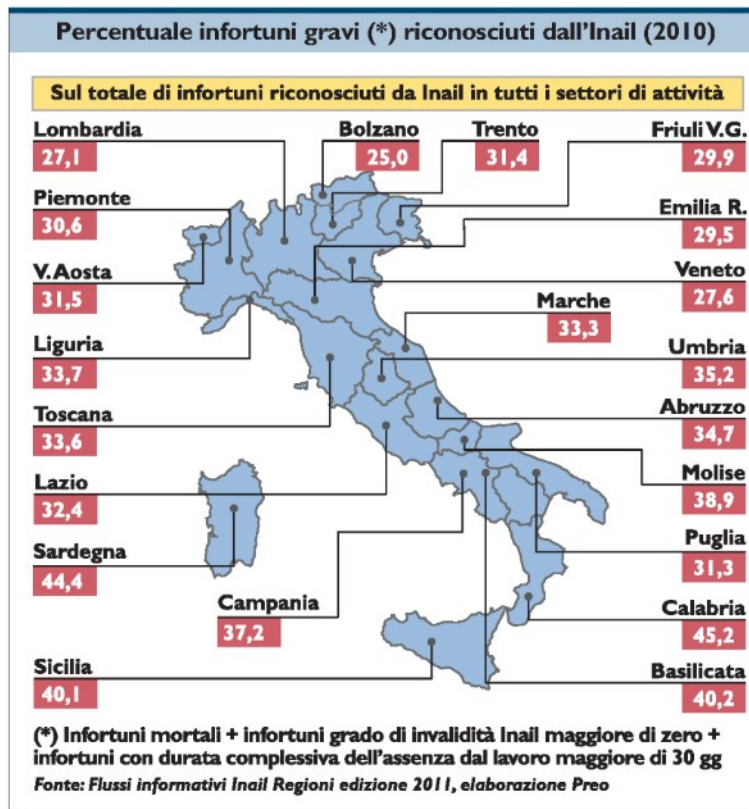 Percentuale infortuni gravi (*) riconosciuti dall'Inail (2010)
Sul totale di infortuni riconosciuti da Inail in tutti i settori di attività
Lombardia
27,1
Bolzano
25,0
Trento
31,4
Friuli V.G.
29,9
Piemonte
30,6
Emilia R.
29,5
V. Aosta
31,5
Veneto
27,6
Marche
33,3
Liguria
33,7
Umbria
35,2
Toscana
33,6
Abruzzo
34,7
Lazio
32,4
Molise
38,9
Sardegna
44,4
Puglia
31,3
Campania
37,2
Calabria
45,2
Sicilia
40,1
Basilicata
40,2
(*) Infortuni mortali + infortuni grado di invalidità Inail maggiore di zero +
infortuni con durata complessiva dell'assenza dal lavoro maggiore di 30 gg
Fonte: Flussi informativi Inail Regioni edizione 2011, elaborazione Preo